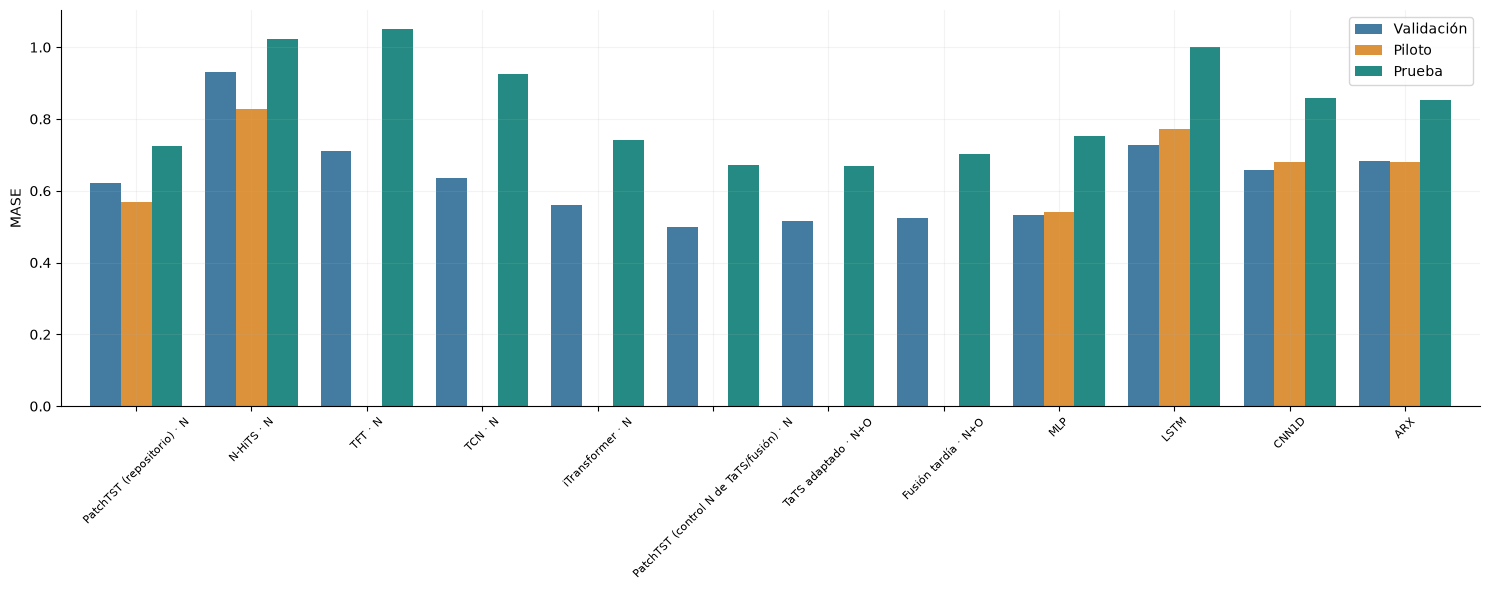 Validación
Piloto
Prueba
MASE
1.0
0.8
0.6
0.4
0.2
0.0
PatchTST (repositorio) · N
N-HiTS · N
TFT · N
TCN · N
iTransformer · N
PatchTST (control N de TaTS/fusión) · N
TaTS adaptado · N+O
Fusión tardía · N+O
MLP
LSTM
CNN1D
ARX